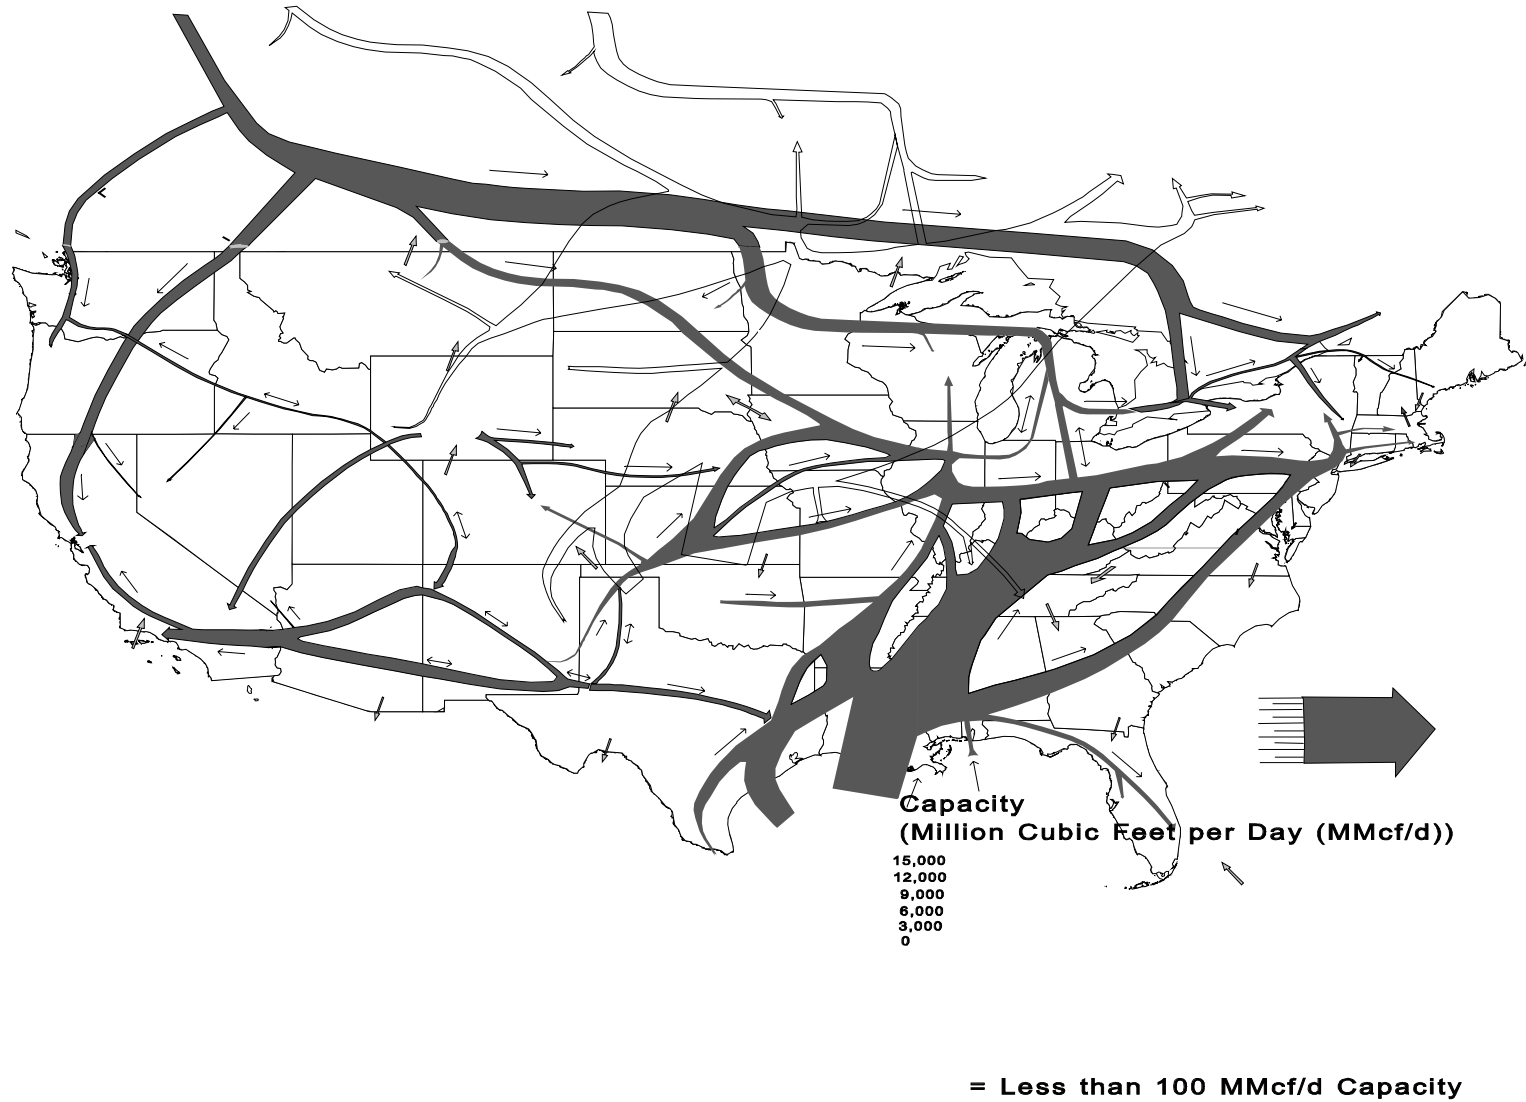 Capacity
(Million Cubic Feet per Day (MMcf/d))
15,000
12,000
9,000
6,000
3,000
0
= Less than 100 MMcf/d Capacity